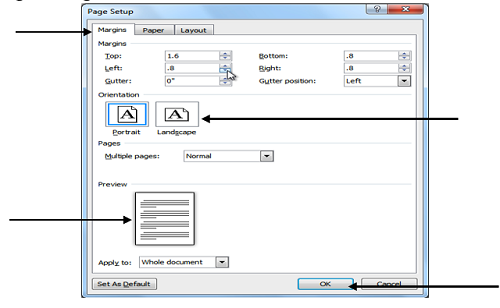 Page Setup
Margins Paper Layout
Margins
Top: 1.6 Bottom: .8
Left: .8 Right: .8
Gutter: 0" Gutter position: Left
Orientation
Portrait Landscape
Pages
Multiple pages: Normal
Preview
Apply to: Whole document
Set As Default OK Cancel